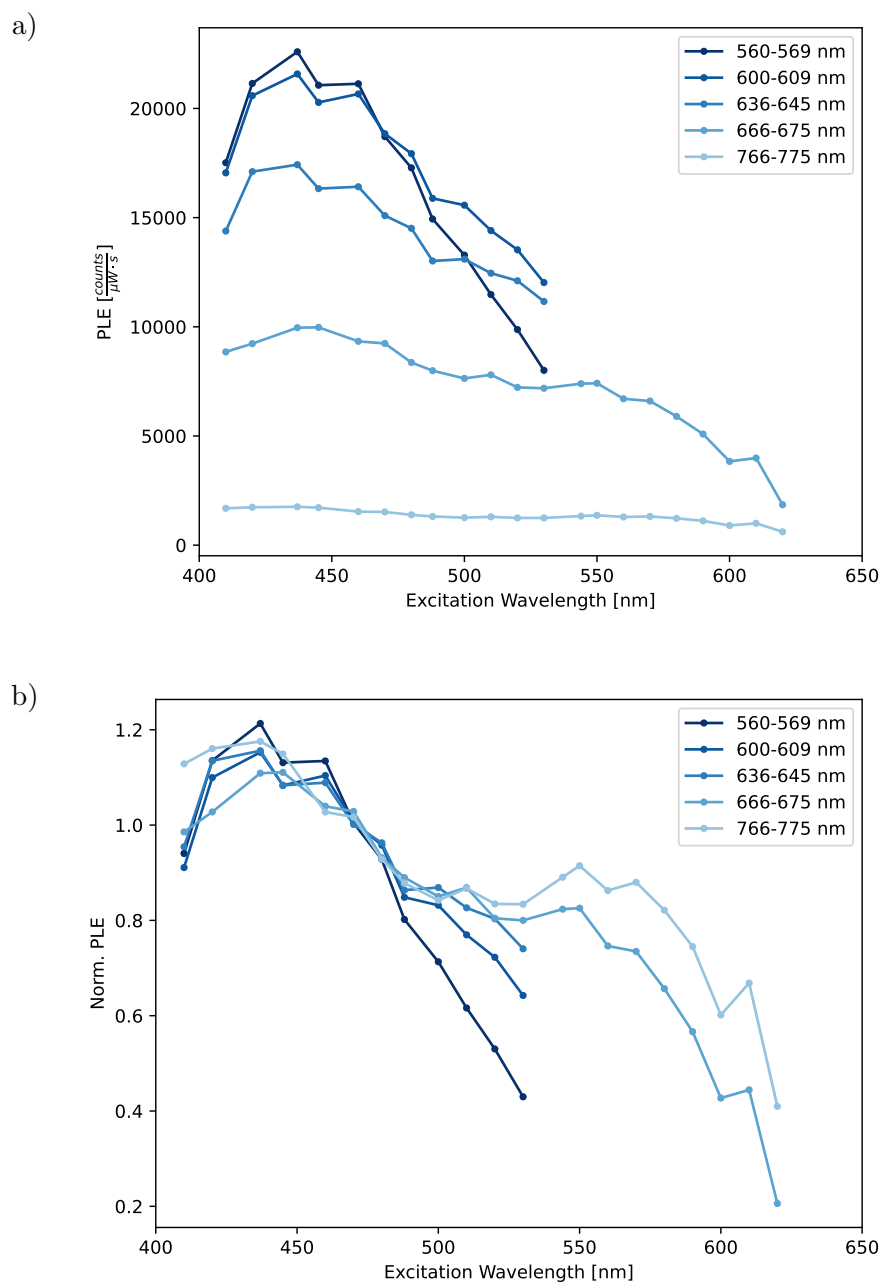 a)
560-569 nm
600-609 nm
636-645 nm
666-675 nm
766-775 nm
20000
15000
10000
5000
0
PLE [counts/μW·s]
400 450 500 550 600 650
Excitation Wavelength [nm]
b)
560-569 nm
600-609 nm
636-645 nm
666-675 nm
766-775 nm
1.2
1.0
0.8
0.6
0.4
0.2
Norm. PLE
400 450 500 550 600 650
Excitation Wavelength [nm]